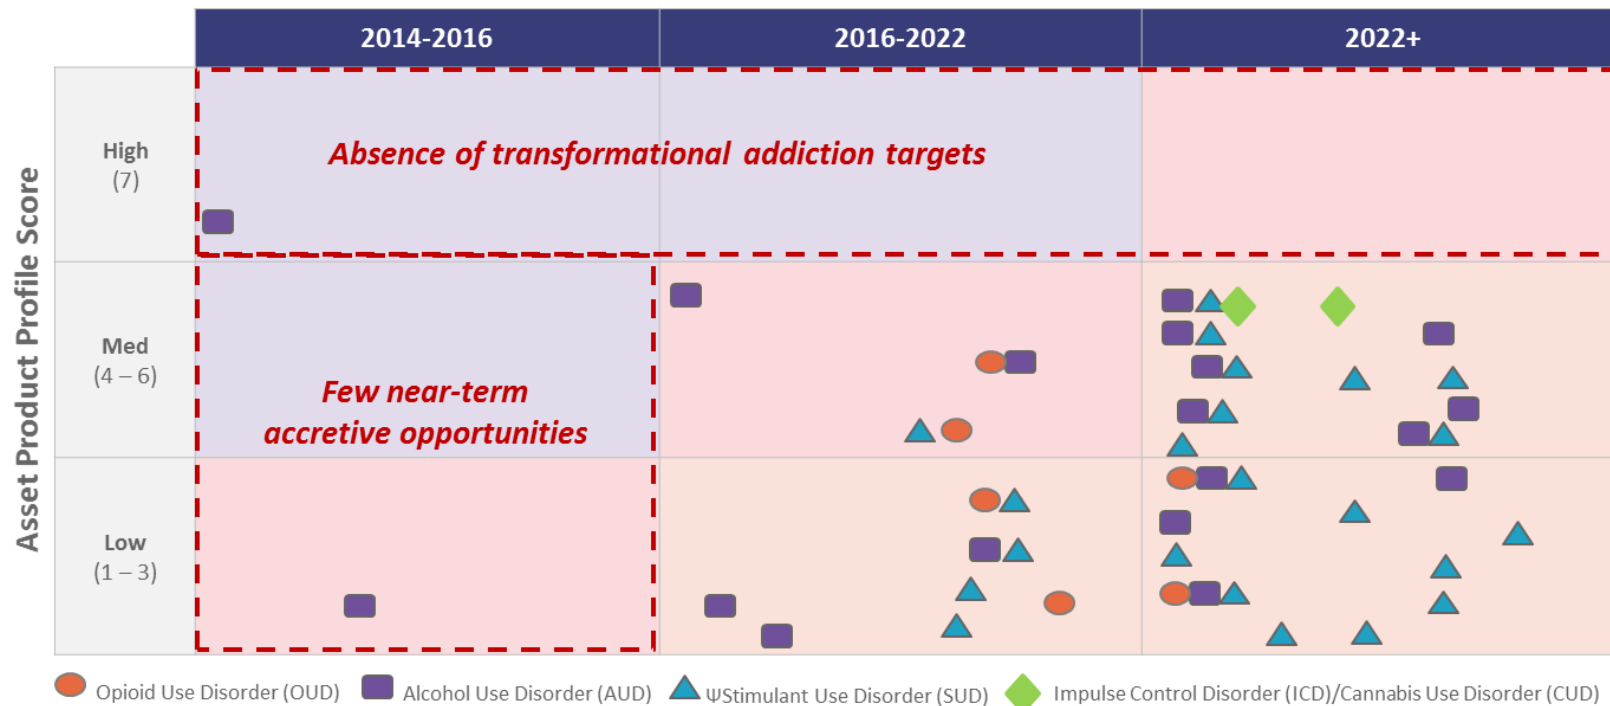 2014-2016
2016-2022
2022+
Asset Product Profile Score
High
(7)
Absence of transformational addiction targets
Med
(4 – 6)
Few near-term
accretive opportunities
Low
(1 – 3)
Opioid Use Disorder (OUD)
Alcohol Use Disorder (AUD)
ΨStimulant Use Disorder (SUD)
Impulse Control Disorder (ICD)/Cannabis Use Disorder (CUD)